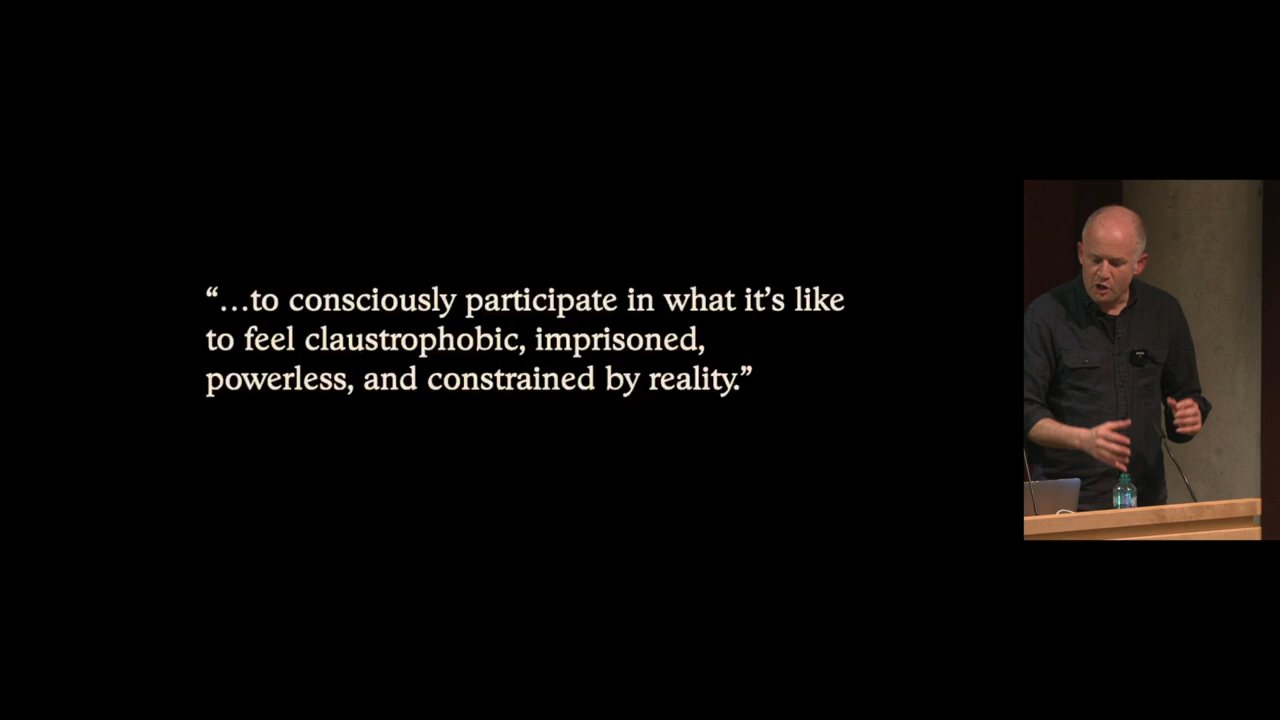 “…to consciously participate in what it’s like
to feel claustrophobic, imprisoned,
powerless, and constrained by reality.”